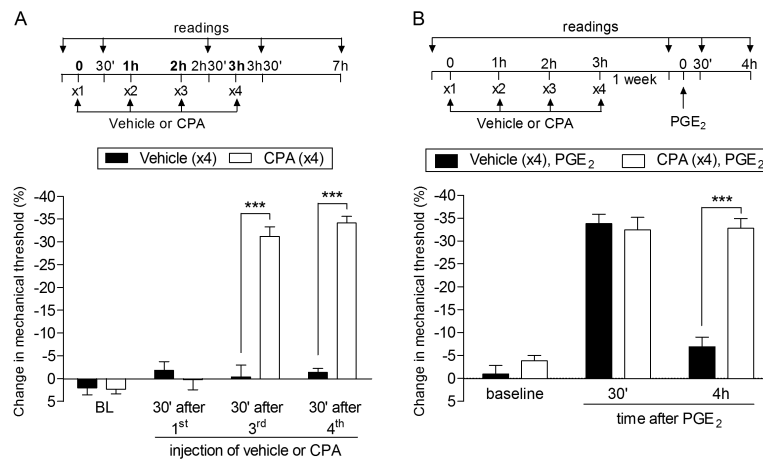 A
readings
0 30' 1h 2h 2h30' 3h 3h30' 7h
x1 x2 x3 x4
Vehicle or CPA
Vehicle (x4) CPA (x4)
Change in mechanical threshold (%)
-40
-35
-30
-25
-20
-15
-10
-5
0
5
***
***
BL
30' after 30' after 30' after
1st 3rd 4th
injection of vehicle or CPA
B
readings
0 1h 2h 3h 0 30' 4h
1 week
x1 x2 x3 x4
Vehicle or CPA
PGE2
Vehicle (x4), PGE2 CPA (x4), PGE2
Change in mechanical threshold (%)
-40
-35
-30
-25
-20
-15
-10
-5
0
5
***
baseline 30' 4h
time after PGE2